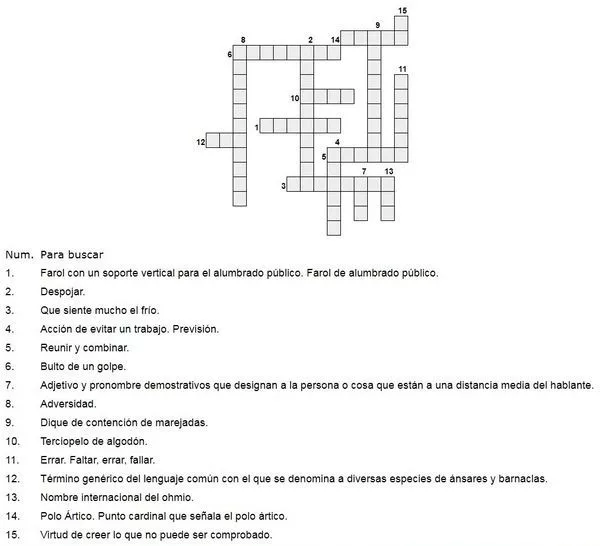 15
9
8
2
14
6
11
10
1
12
4
5
7
13
3
Num. Para buscar
1. Farol con un soporte vertical para el alumbrado público. Farol de alumbrado público.
2. Despojar.
3. Que siente mucho el frío.
4. Acción de evitar un trabajo. Previsión.
5. Reunir y combinar.
6. Bulto de un golpe.
7. Adjetivo y pronombre demostrativos que designan a la persona o cosa que están a una distancia media del hablante.
8. Adversidad.
9. Dique de contención de marejadas.
10. Terciopelo de algodón.
11. Errar. Faltar, errar, fallar.
12. Término genérico del lenguaje común con el que se denomina a diversas especies de ánsares y barnaclas.
13. Nombre internacional del ohmio.
14. Polo Ártico. Punto cardinal que señala el polo ártico.
15. Virtud de creer lo que no puede ser comprobado.